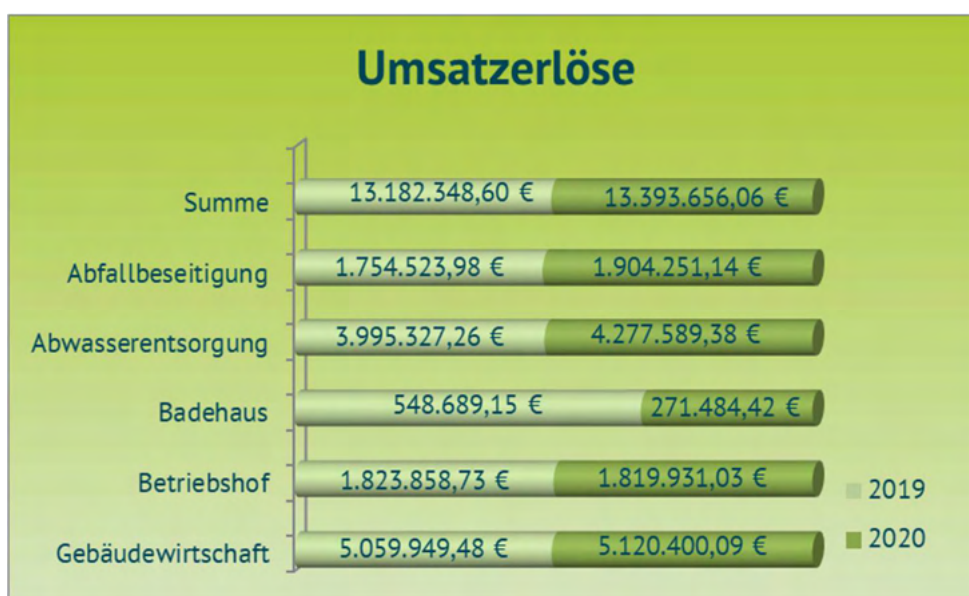 Umsatzerlöse
Summe 13.182.348,60 € 13.393.656,06 €
Abfallbeseitigung 1.754.523,98 € 1.904.251,14 €
Abwasserentsorgung 3.995.327,26 € 4.277.589,38 €
Badehaus 548.689,15 € 271.484,42 €
Betriebshof 1.823.858,73 € 1.819.931,03 €
Gebäudewirtschaft 5.059.949,48 € 5.120.400,09 €
2019
2020